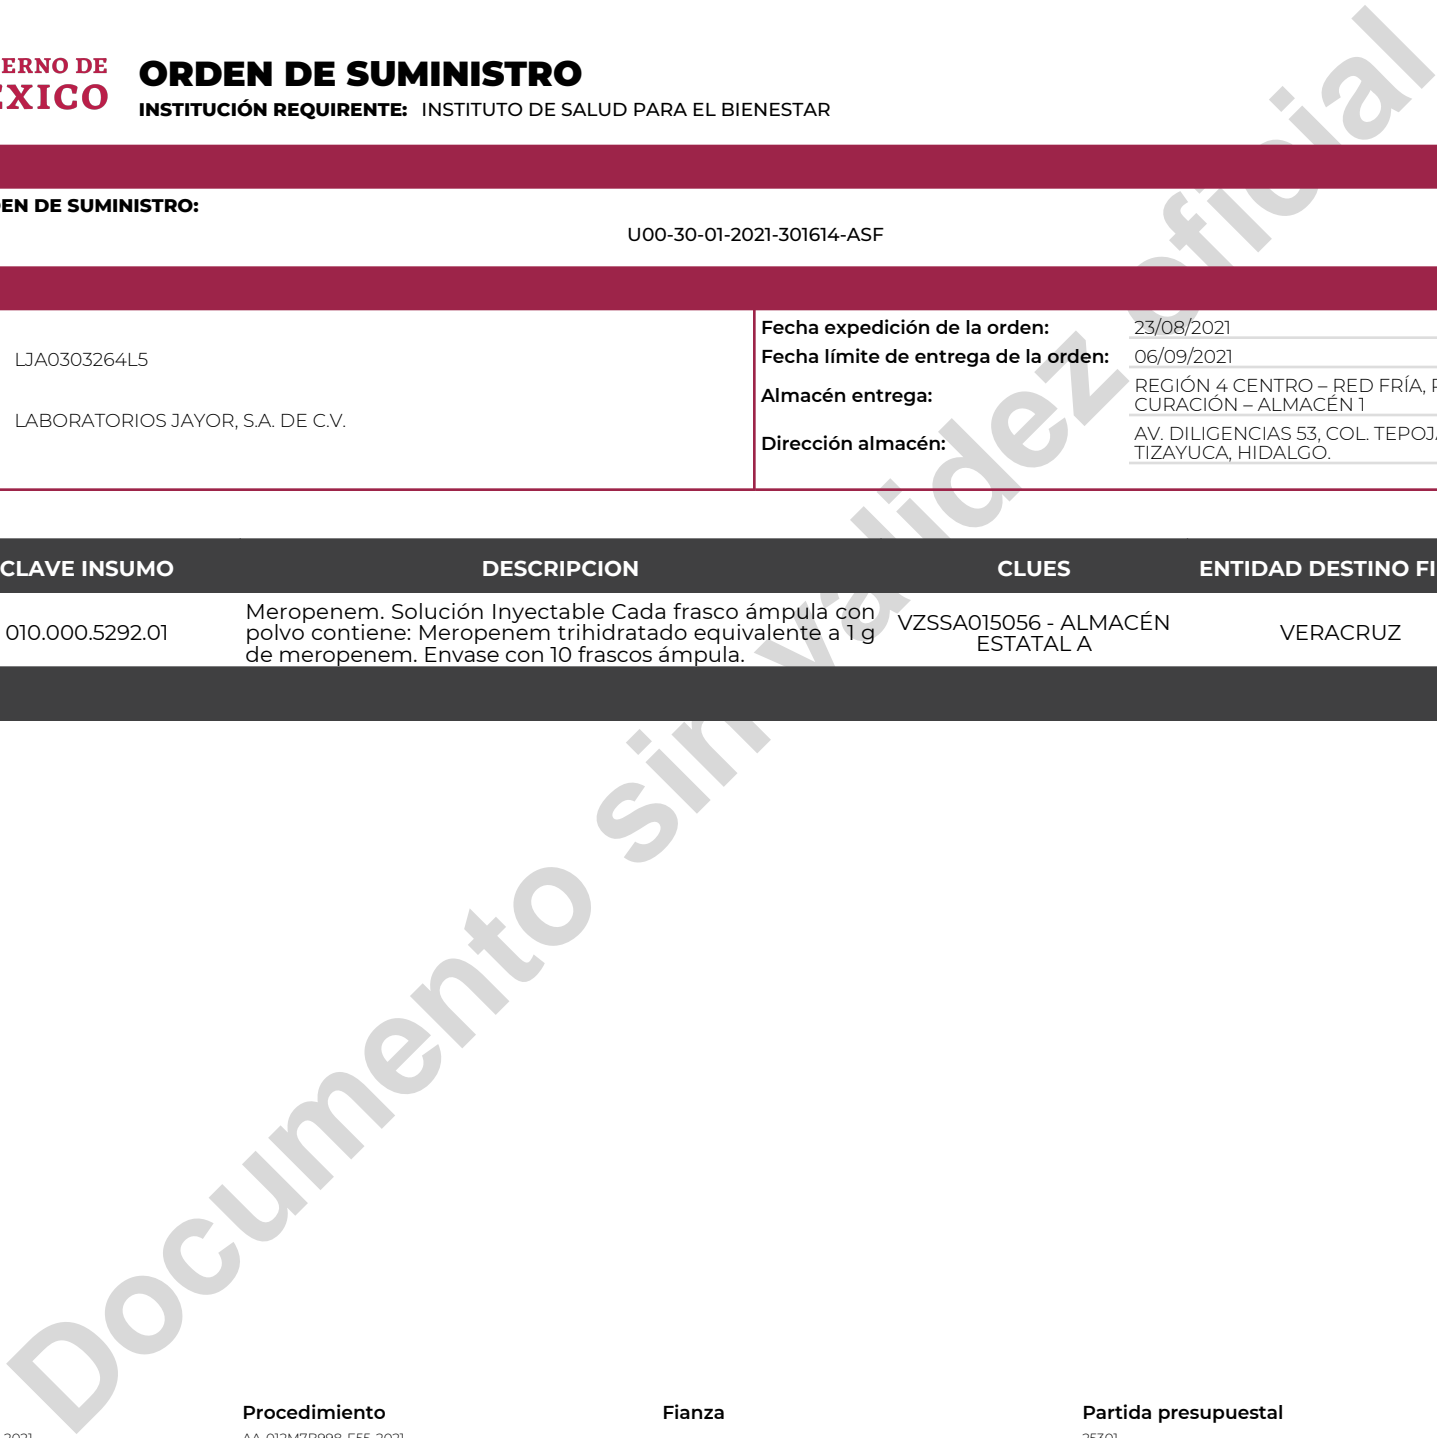 ERNO DE
EXICO
ORDEN DE SUMINISTRO
INSTITUCIÓN REQUIRENTE: INSTITUTO DE SALUD PARA EL BIENESTAR
EN DE SUMINISTRO:
U00-30-01-2021-301614-ASF
LJA0303264L5
LABORATORIOS JAYOR, S.A. DE C.V.
Fecha expedición de la orden: 23/08/2021
Fecha límite de entrega de la orden: 06/09/2021
Almacén entrega: REGIÓN 4 CENTRO – RED FRÍA,
CURACIÓN – ALMACÉN 1
Dirección almacén: AV. DILIGENCIAS 53, COL. TEPOJA
TIZAYUCA, HIDALGO.
CLAVE INSUMO DESCRIPCION CLUES ENTIDAD DESTINO FI
010.000.5292.01
Meropenem. Solución Inyectable Cada frasco ámpula con
polvo contiene: Meropenem trihidratado equivalente a 1 g
de meropenem. Envase con 10 frascos ámpula.
VZSSA015056 - ALMACÉN
ESTATAL A
VERACRUZ
Documento sin validez oficial
Procedimiento Fianza Partida presupuestal